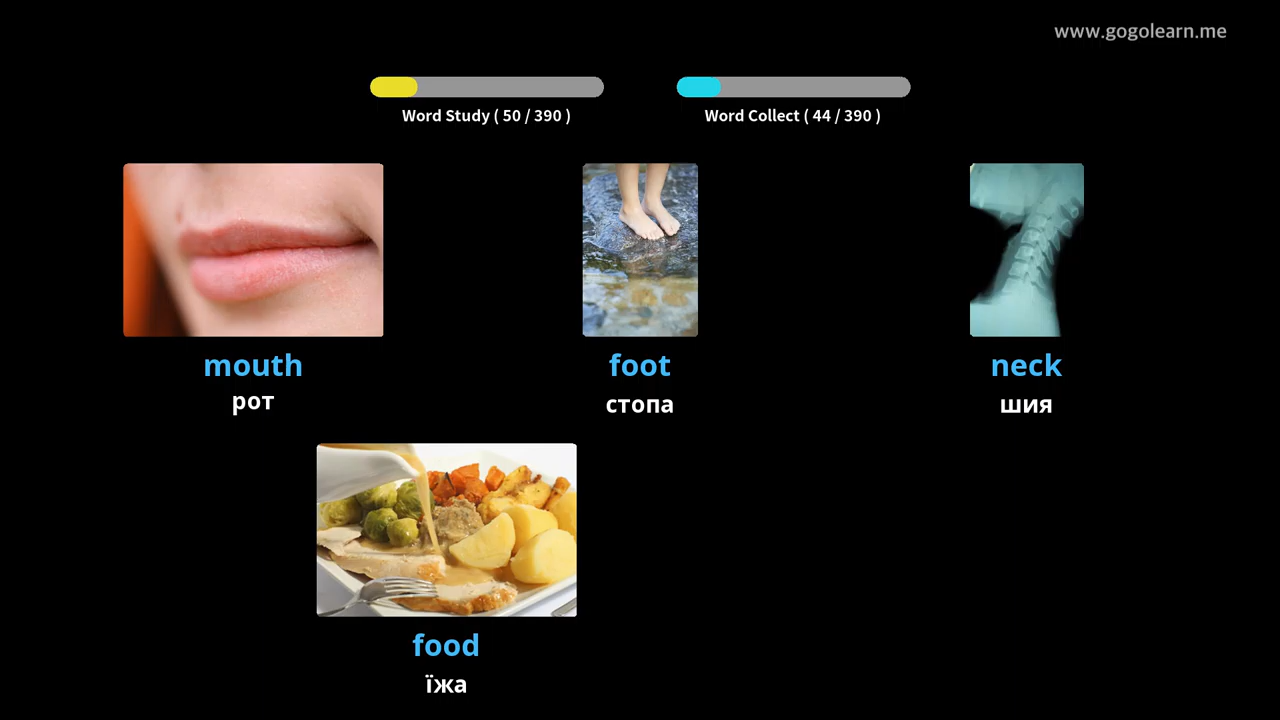 www.gogolearn.me
Word Study ( 50 / 390 )
Word Collect ( 44 / 390 )
mouth
рот
foot
стопа
neck
шия
food
їжа